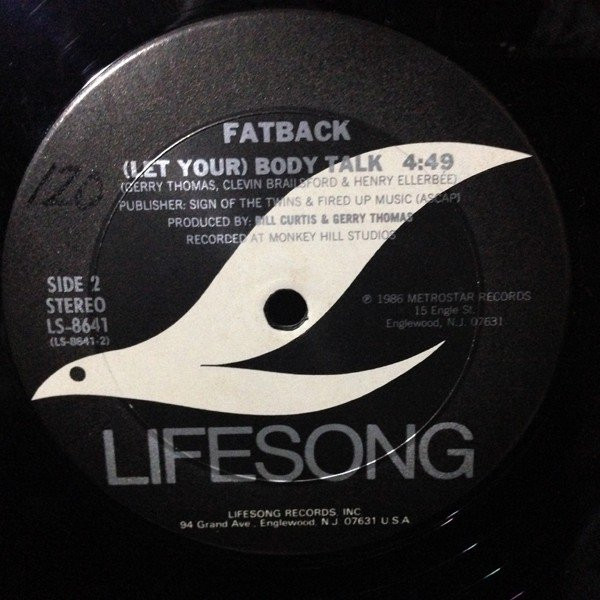 FATBACK
(LET YOUR) BODY TALK 4:49
(GERRY THOMAS, CLEVIN BRAILSFORD & HENRY ELLERBEE)
PUBLISHER: SIGN OF THE TWINS & FIRED UP MUSIC (ASCAP)
PRODUCED BY: BILL CURTIS & GERRY THOMAS
RECORDED AT MONKEY HILL STUDIOS
120
SIDE 2
STEREO
LS-8641
(LS-8641-2)
℗ 1986 METROSTAR RECORDS
15 Engle St.
Englewood, N.J. 07631
LIFESONG
LIFESONG RECORDS, INC
94 Grand Ave., Englewood, N.J. 07631 U.S.A.